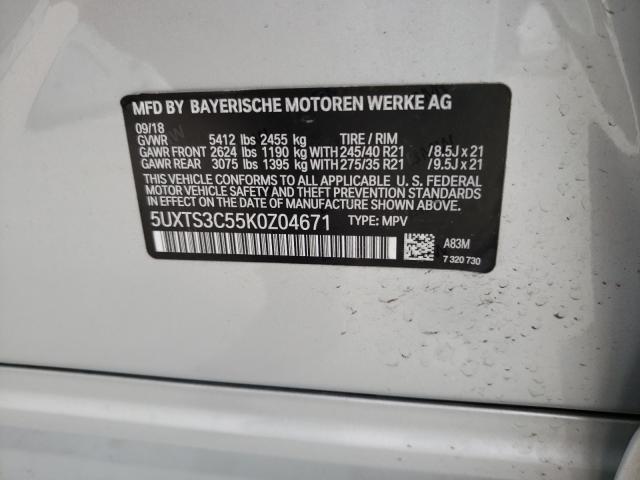 MFD BY BAYERISCHE MOTOREN WERKE AG
09/18
GVWR 5412 lbs 2455 kg TIRE / RIM
GAWR FRONT 2624 lbs 1190 kg WITH 245/40 R21 /8.5J x 21
GAWR REAR 3075 lbs 1395 kg WITH 275/35 R21 /9.5J x 21
THIS VEHICLE CONFORMS TO ALL APPLICABLE U. S. FEDERAL
MOTOR VEHICLE SAFETY AND THEFT PREVENTION STANDARDS
IN EFFECT ON THE DATE OF MANUFACTURE SHOWN ABOVE.
5UXTS3C55K0Z04671 TYPE: MPV
A83M
7 320 730